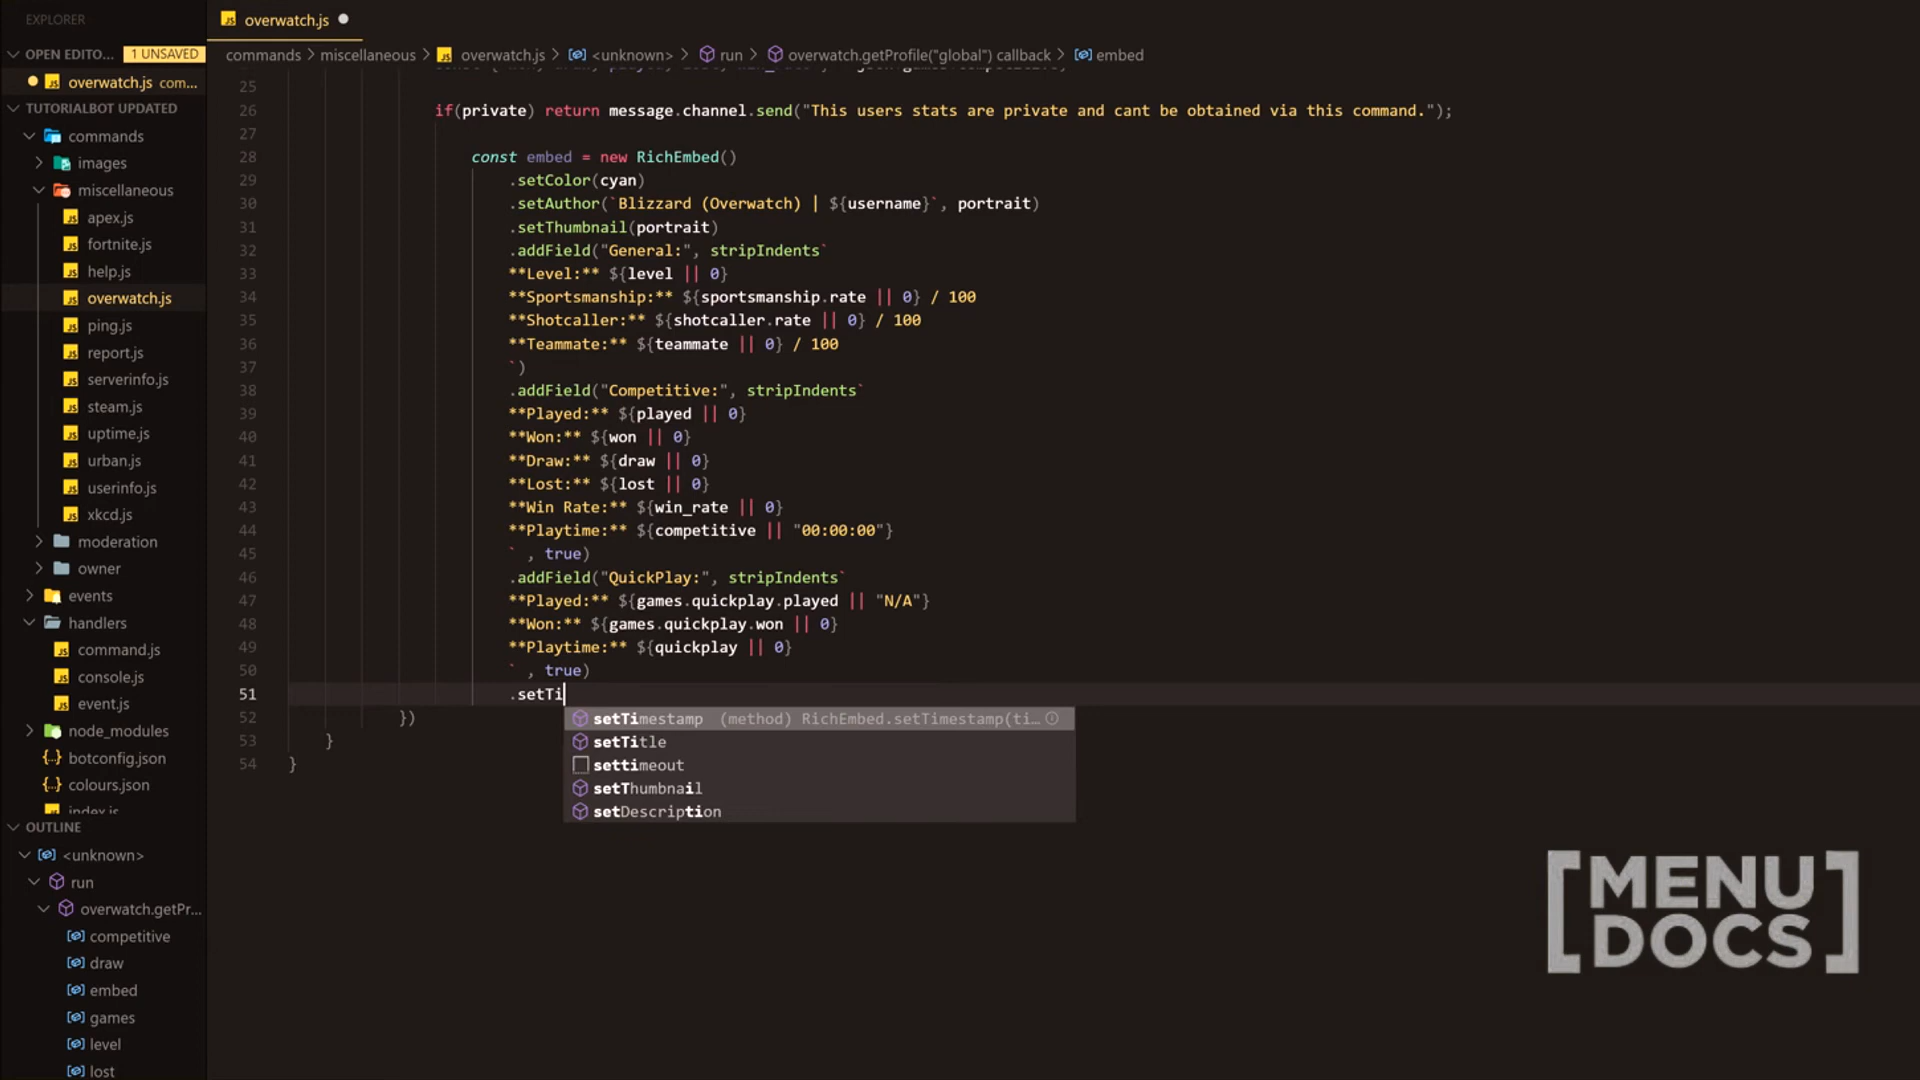 EXPLORER
overwatch.js
OPEN EDITO... 1 UNSAVED
commands > miscellaneous > overwatch.js > <unknown> > run > overwatch.getProfile("global") callback > embed
overwatch.js com...
TUTORIALBOT UPDATED
commands
images
miscellaneous
apex.js
fortnite.js
help.js
overwatch.js
ping.js
report.js
serverinfo.js
steam.js
uptime.js
urban.js
userinfo.js
xkcd.js
moderation
owner
events
handlers
command.js
console.js
event.js
node_modules
botconfig.json
colours.json
index.js
OUTLINE
<unknown>
run
overwatch.getPr...
competitive
draw
embed
games
level
lost
25
26 if(private) return message.channel.send("This users stats are private and cant be obtained via this command.");
27
28 const embed = new RichEmbed()
29 .setColor(cyan)
30 .setAuthor(`Blizzard (Overwatch) | ${username}`, portrait)
31 .setThumbnail(portrait)
32 .addField("General:", stripIndents`
33 **Level:** ${level || 0}
34 **Sportsmanship:** ${sportsmanship.rate || 0} / 100
35 **Shotcaller:** ${shotcaller.rate || 0} / 100
36 **Teammate:** ${teammate || 0} / 100
37 `)
38 .addField("Competitive:", stripIndents`
39 **Played:** ${played || 0}
40 **Won:** ${won || 0}
41 **Draw:** ${draw || 0}
42 **Lost:** ${lost || 0}
43 **Win Rate:** ${win_rate || 0}
44 **Playtime:** ${competitive || "00:00:00"}
45 ` , true)
46 .addField("QuickPlay:", stripIndents`
47 **Played:** ${games.quickplay.played || "N/A"}
48 **Won:** ${games.quickplay.won || 0}
49 **Playtime:** ${quickplay || 0}
50 ` , true)
51 .setTi
52 })
53 }
54 }
setTimestamp (method) RichEmbed.setTimestamp(ti...
setTitle
settimeout
setThumbnail
setDescription
[MENU
DOCS]